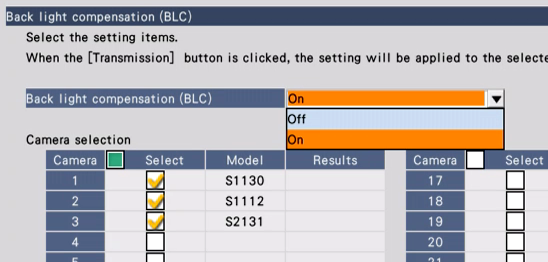 Back light compensation (BLC)
Select the setting items.
When the [Transmission] button is clicked, the setting will be applied to the selecte
Back light compensation (BLC) On
Off
On
Camera selection
Camera Select Model Results Camera Select
1 S1130 17
2 S1112 18
3 S2131 19
4 20